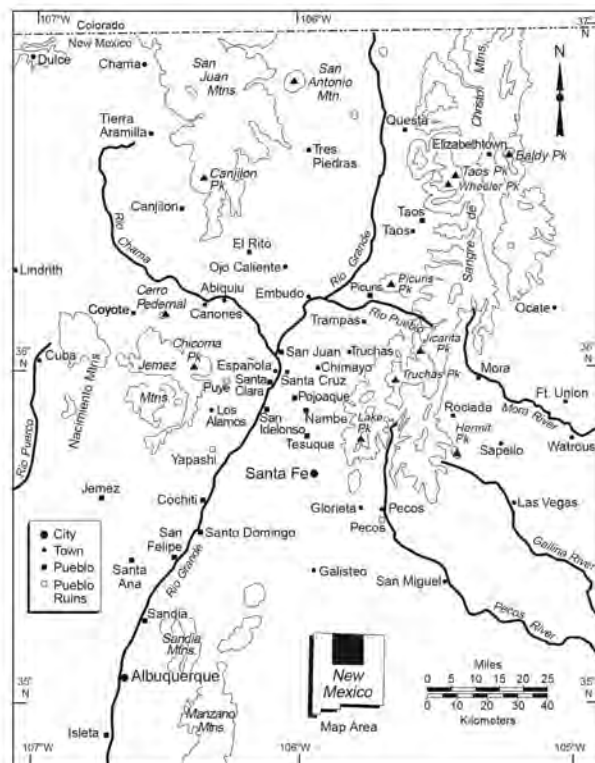 107°W
106°W
Colorado
37°
N
New Mexico
Dulce
Chama
San
Juan
Mtns.
San
Antonio
Mtn.
Christi Mtns.
N
Questa
Tierra
Aramilla
Elizabethtown
Baldy Pk
Tres
Piedras
Canjilon
Pk
Taos Pk
Wheeler Pk
Canjilon
Taos
Taos
Rio Chama
El Rito
Rio Grande
Sangre de
Lindrith
Ojo Caliente
Cerro
Pedernal
Abiquiu
Embudo
Picuris
Picuris
Pk
Coyote
Canones
Ocate
Trampas
Rio Pueblo
Jicarita
Pk
36°
N
Cuba
Chicoma
Pk
San Juan
Truchas
36°
N
Jemez
Mtns
Española
Chimayo
Nacimiento Mtns.
Puye
Santa
Clara
Santa Cruz
Truchas Pk
Mora
Ft. Union
Pojoaque
Los
Alamos
San
Idelonso
Nambe
Lake
Pk
Rociada
Mora River
Hermit
Pk
Rio Puerco
Tesuque
Sapello
Watrous
Yapashi
Santa Fe
Jemez
Cochiti
Glorieta
Pecos
Pecos
Las Vegas
City
Town
Pueblo
Pueblo
Ruins
San
Felipe
Santo Domingo
Gallina River
Santa
Ana
Rio Grande
Galisteo
San Miguel
Pecos River
Sandia
Sandia
Mtns.
New
Mexico
Map Area
Miles
0 5 10 15 20 25
0 5 10 15 20 25 30 35 40
Kilometers
35°
N
Albuquerque
35°
N
Manzano
Mtns.
Isleta
107°W
106°W
105°W